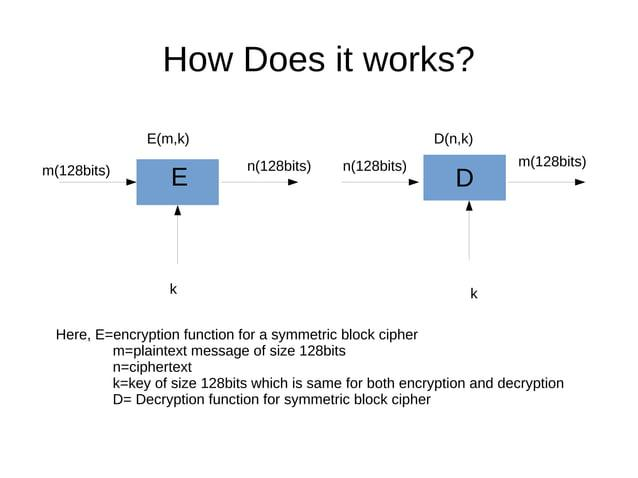 How Does it works?
E(m,k)
m(128bits)
E
n(128bits)
k
D(n,k)
n(128bits)
D
m(128bits)
k
Here, E=encryption function for a symmetric block cipher
m=plaintext message of size 128bits
n=ciphertext
k=key of size 128bits which is same for both encryption and decryption
D= Decryption function for symmetric block cipher